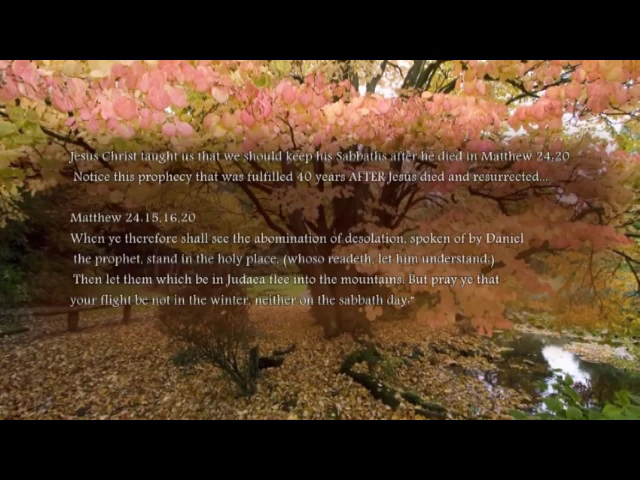 Jesus Christ taught us that we should keep his Sabbaths after he died in Matthew 24:20
Notice this prophecy that was fulfilled 40 years AFTER Jesus died and resurrected...
Matthew 24:15,16,20
When ye therefore shall see the abomination of desolation, spoken of by Daniel
the prophet, stand in the holy place, (whoso readeth, let him understand:)
Then let them which be in Judaea flee into the mountains: But pray ye that
your flight be not in the winter, neither on the sabbath day:"